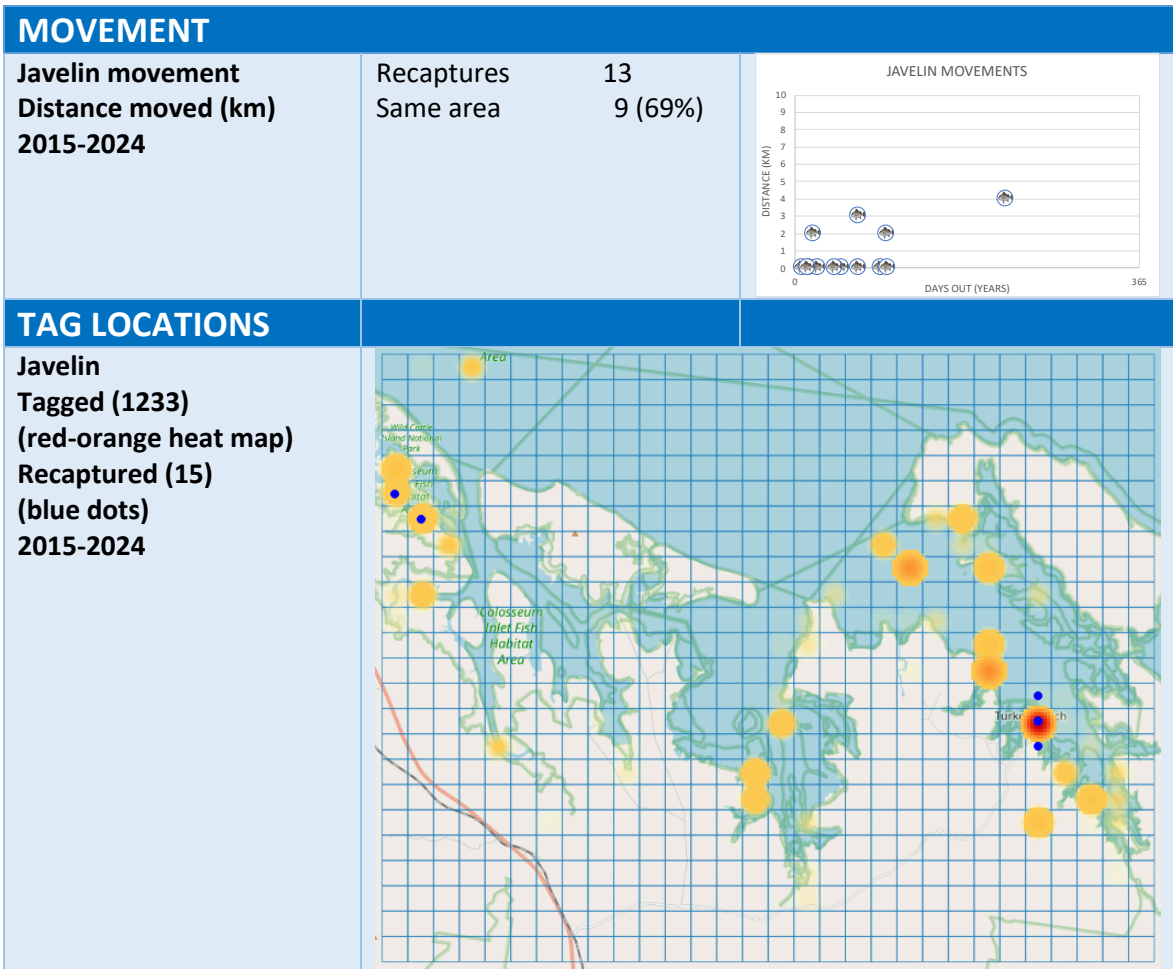 MOVEMENT
Javelin movement
Distance moved (km)
2015-2024
Recaptures 13
Same area 9 (69%)
JAVELIN MOVEMENTS
DISTANCE (KM)
10
9
8
7
6
5
4
3
2
1
0
0
365
DAYS OUT (YEARS)
TAG LOCATIONS
Javelin
Tagged (1233)
(red-orange heat map)
Recaptured (15)
(blue dots)
2015-2024
Area
Wild Cattle
Island National
Park
Fish
Colosseum
Inlet Fish
Habitat
Area